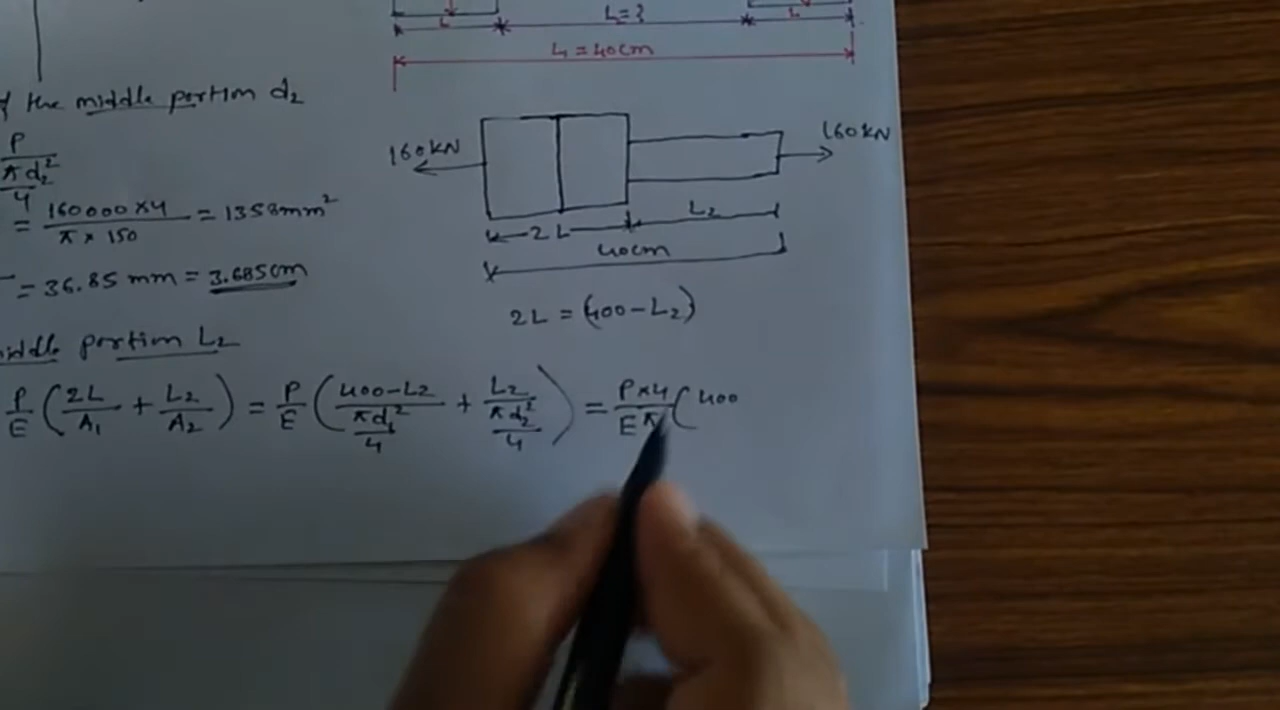 L L2=? L
L=40cm
f the middle portion d2
P
πd2²
4
= 160000×4 / π×150 = 1358mm²
= 36.85 mm = 3.685cm
160KN 160KN
2L L2
40cm
2L = (400-L2)
middle portion L2
P/E (2L/A1 + L2/A2) = P/E (400-L2 / πd1²/4 + L2 / πd2²/4) = P×4 / Eπ (400